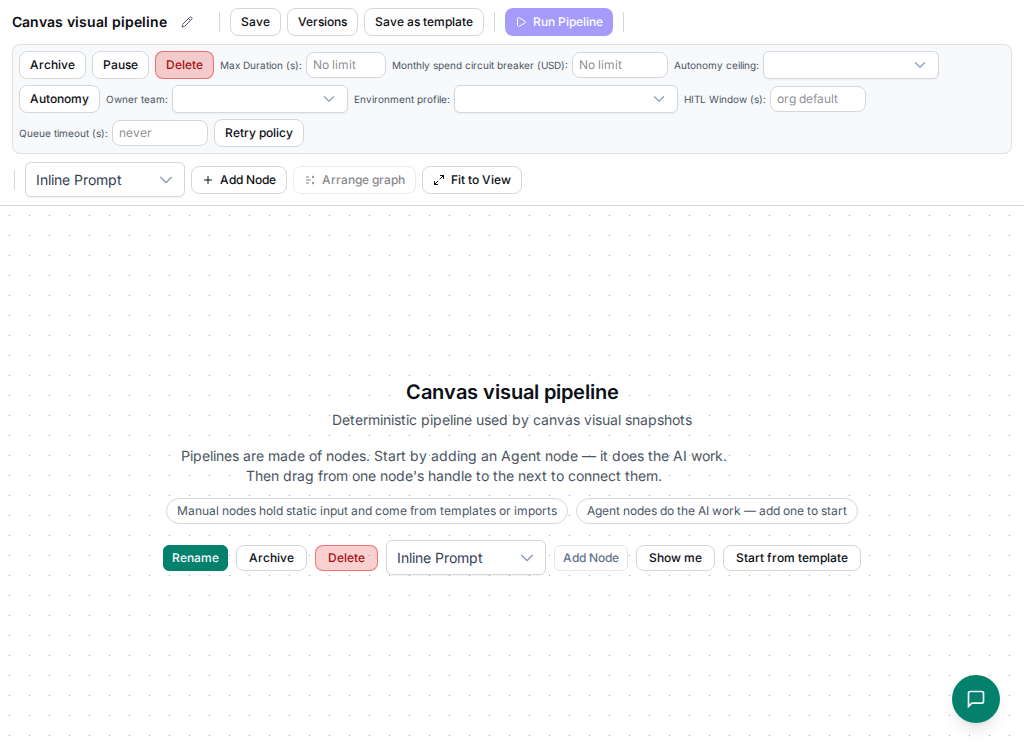 Canvas visual pipeline Save Versions Save as template Run Pipeline
Archive Pause Delete Max Duration (s): No limit Monthly spend circuit breaker (USD): No limit Autonomy ceiling:
Autonomy Owner team: Environment profile: HITL Window (s): org default
Queue timeout (s): never Retry policy
Inline Prompt Add Node Arrange graph Fit to View
Canvas visual pipeline
Deterministic pipeline used by canvas visual snapshots
Pipelines are made of nodes. Start by adding an Agent node — it does the AI work.
Then drag from one node's handle to the next to connect them.
Manual nodes hold static input and come from templates or imports Agent nodes do the AI work — add one to start
Rename Archive Delete Inline Prompt Add Node Show me Start from template